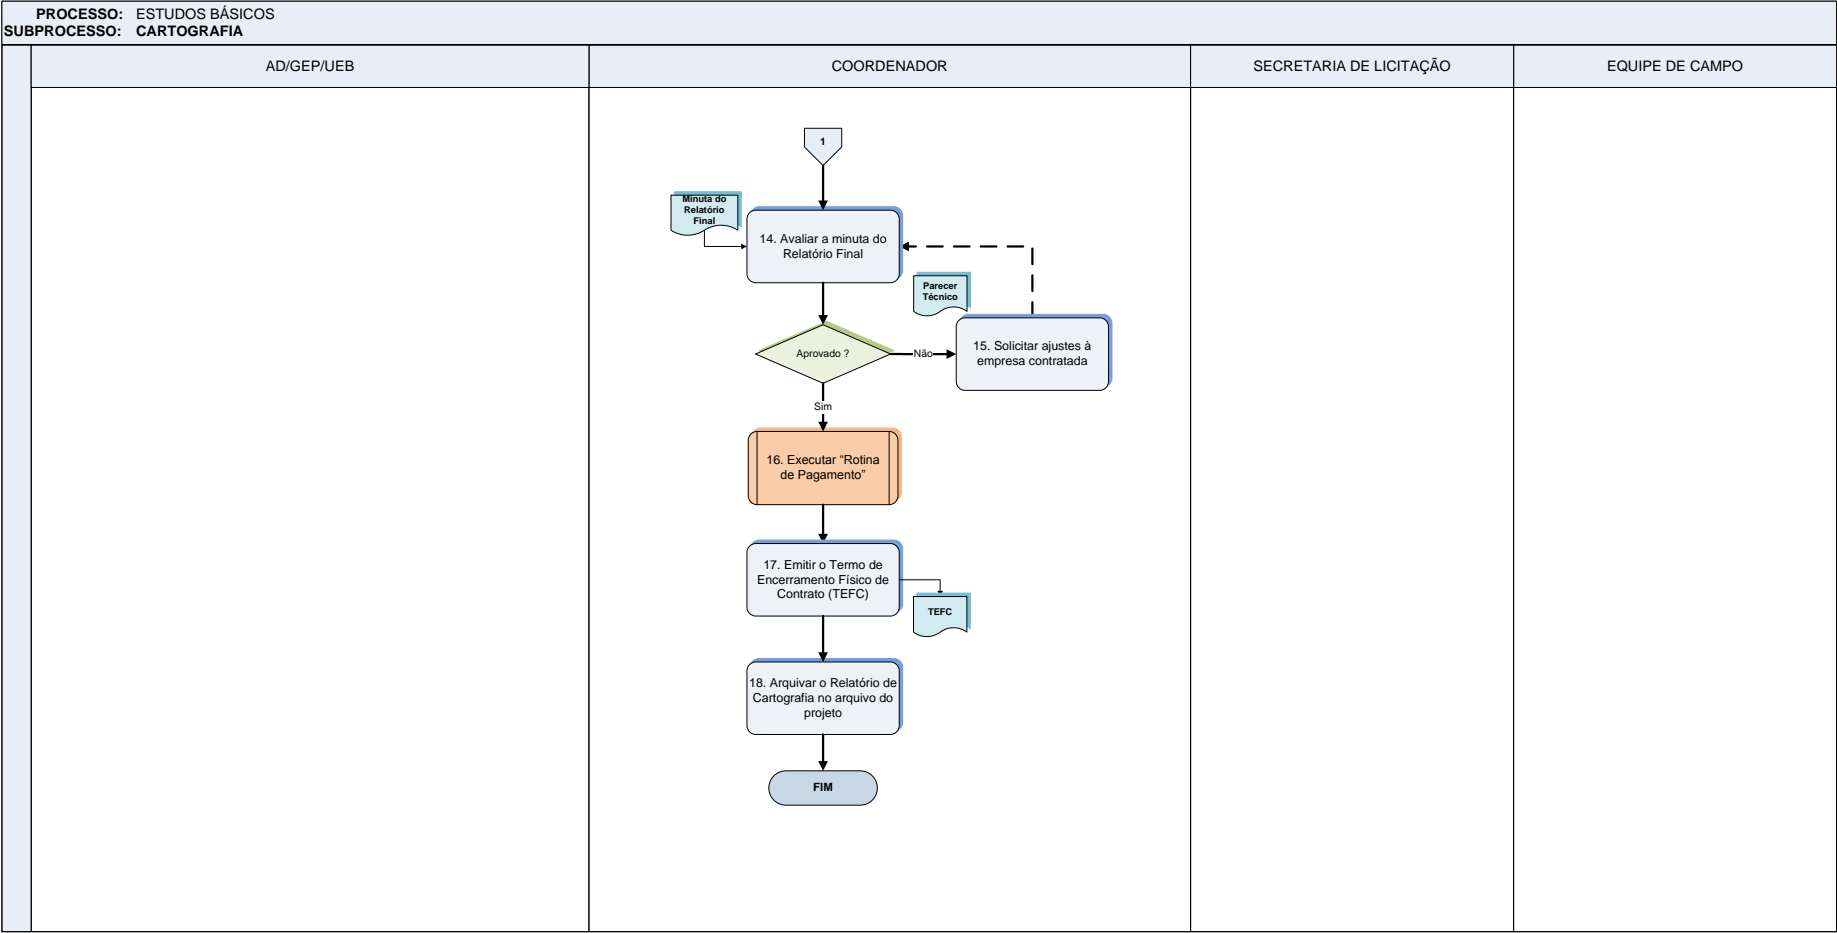 PROCESSO: ESTUDOS BÁSICOS
SUBPROCESSO: CARTOGRAFIA
AD/GEP/UEB
COORDENADOR
SECRETARIA DE LICITAÇÃO
EQUIPE DE CAMPO
1
Minuta do
Relatório
Final
14. Avaliar a minuta do
Relatório Final
Parecer
Técnico
Aprovado ?
Não
15. Solicitar ajustes à
empresa contratada
Sim
16. Executar “Rotina
de Pagamento”
17. Emitir o Termo de
Encerramento Físico de
Contrato (TEFC)
TEFC
18. Arquivar o Relatório de
Cartografia no arquivo do
projeto
FIM